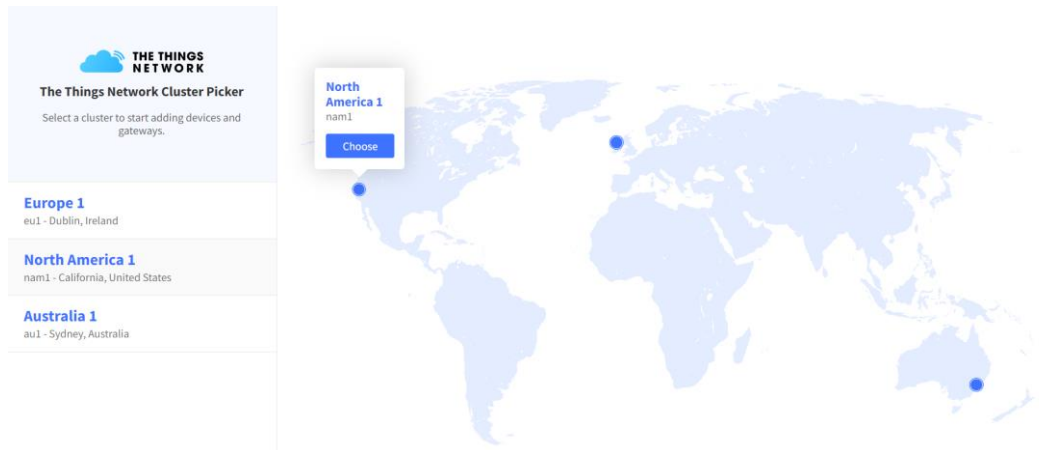 THE THINGS
NETWORK
The Things Network Cluster Picker
Select a cluster to start adding devices and
gateways.
Europe 1
eu1 - Dublin, Ireland
North America 1
nam1 - California, United States
Australia 1
au1 - Sydney, Australia
North
America 1
nam1
Choose